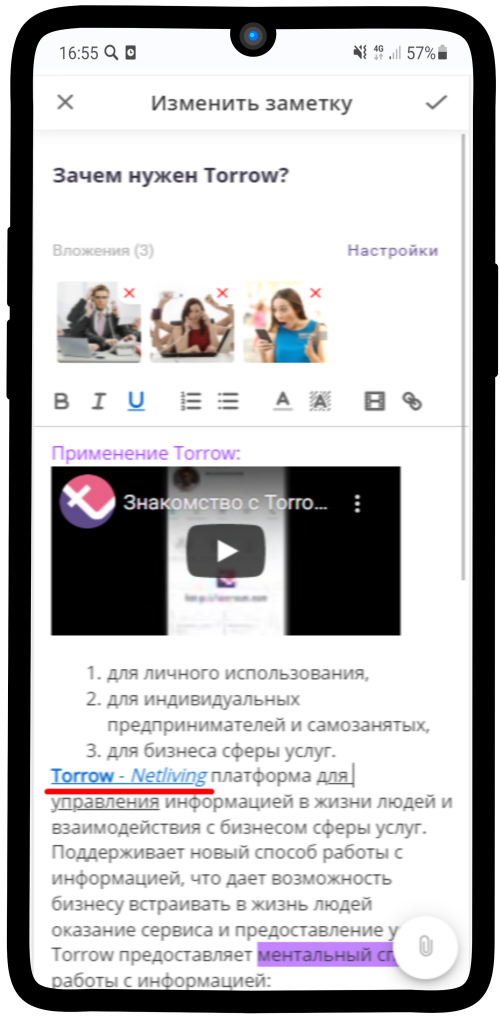 16:55
4G
57%
Изменить заметку
Зачем нужен Torrow?
Вложения (3)
Настройки
B I U A A
Применение Torrow:
Знакомство с Torro...
1. для личного использования,
2. для индивидуальных
предпринимателей и самозанятых,
3. для бизнеса сферы услуг.
Torrow - Netliving платформа для
управления информацией в жизни людей и
взаимодействия с бизнесом сферы услуг.
Поддерживает новый способ работы с
информацией, что дает возможность
бизнесу встраивать в жизнь людей
оказание сервиса и предоставление
Torrow предоставляет ментальный
работы с информацией: